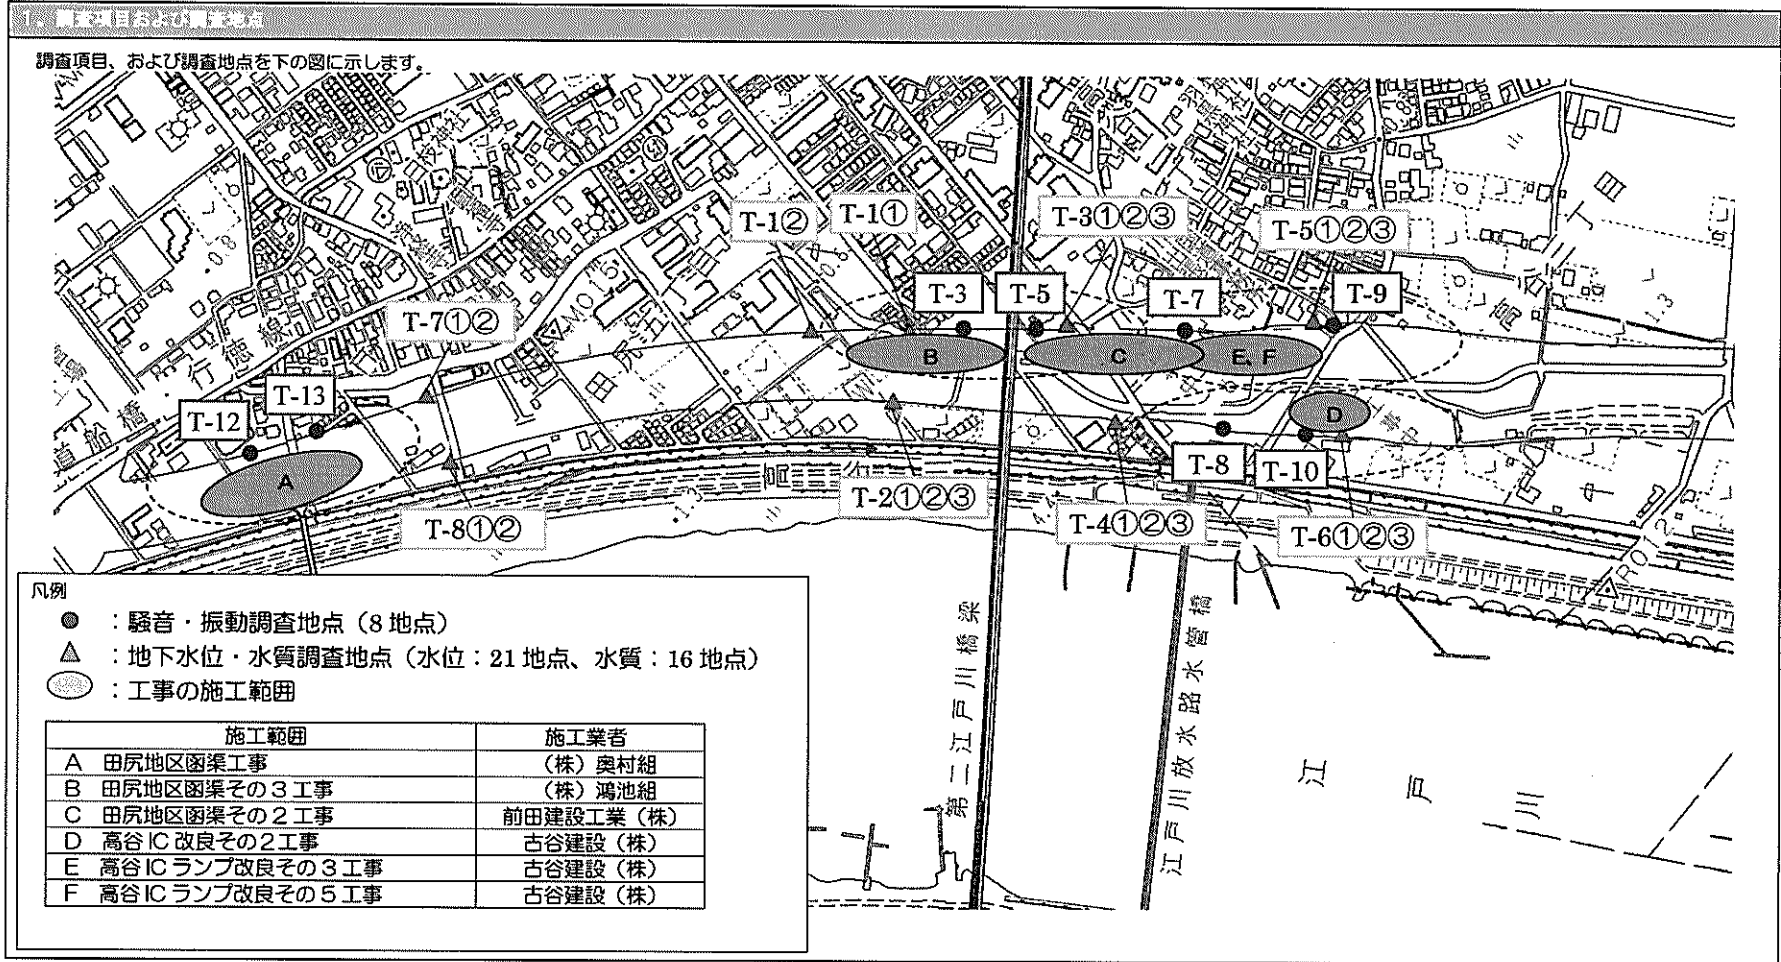 1. 調査項目および調査地点
調査項目、および調査地点を下の図に示します。
T-1②
T-1①
T-3①②③
T-5①②③
T-3
T-5
T-7
T-9
T-7①②
T-13
T-12
B
C
E、F
D
A
T-8
T-10
T-2①②③
T-8①②
T-4①②③
T-6①②③
行徳線
凡例
●：騒音・振動調査地点（8地点）
▲：地下水位・水質調査地点（水位：21地点、水質：16地点）
：工事の施工範囲
施工範囲 施工業者
A 田尻地区函渠工事 （株）奥村組
B 田尻地区函渠その3工事 （株）鴻池組
C 田尻地区函渠その2工事 前田建設工業（株）
D 高谷IC改良その2工事 古谷建設（株）
E 高谷ICランプ改良その3工事 古谷建設（株）
F 高谷ICランプ改良その5工事 古谷建設（株）
第二江戸川橋梁
江戸川放水路水管橋
江戸川